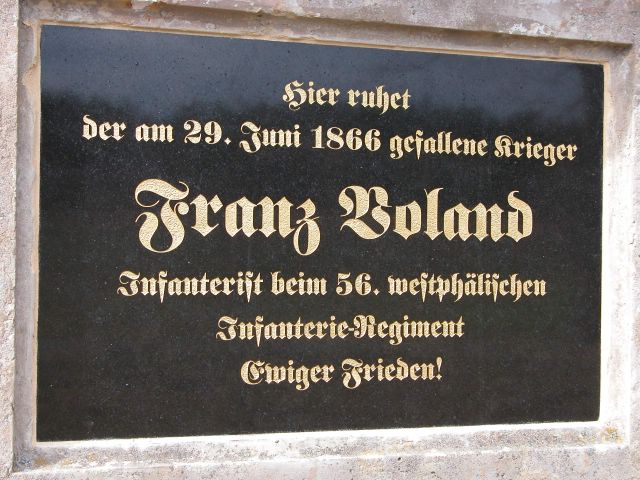 Hier ruhet
der am 29. Juni 1866 gefallene Krieger
Franz Voland
Infanterist beim 56. westphälischen
Infanterie-Regiment
Ewiger Frieden!